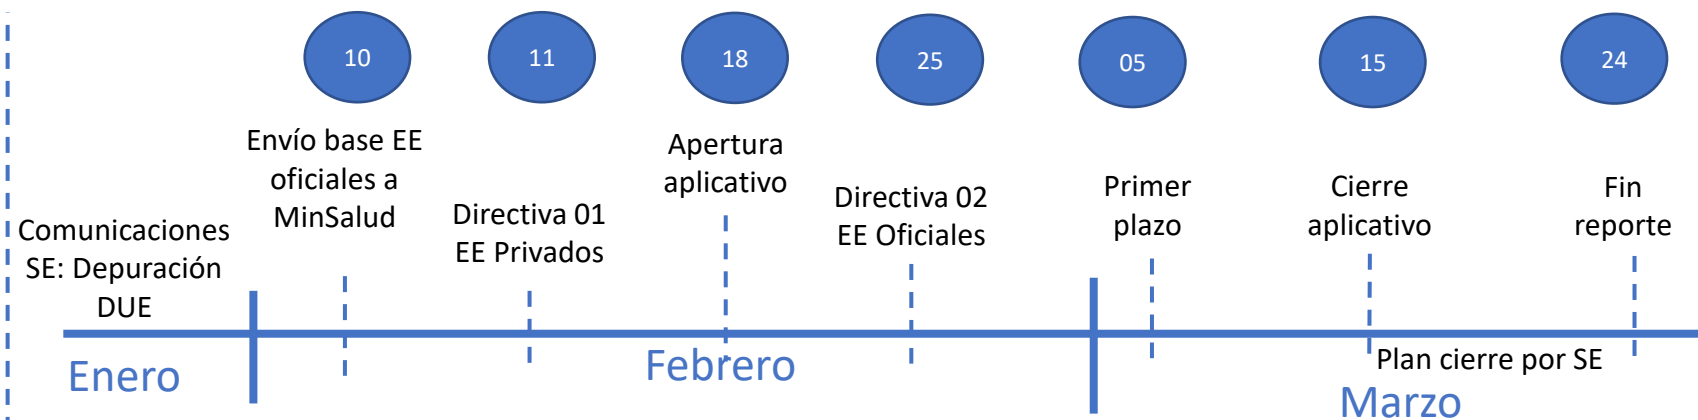 10
11
18
25
05
15
24
Comunicaciones
SE: Depuración
DUE
Envío base EE
oficiales a
MinSalud
Directiva 01
EE Privados
Apertura
aplicativo
Directiva 02
EE Oficiales
Primer
plazo
Cierre
aplicativo
Fin
reporte
Plan cierre por SE
Enero
Febrero
Marzo